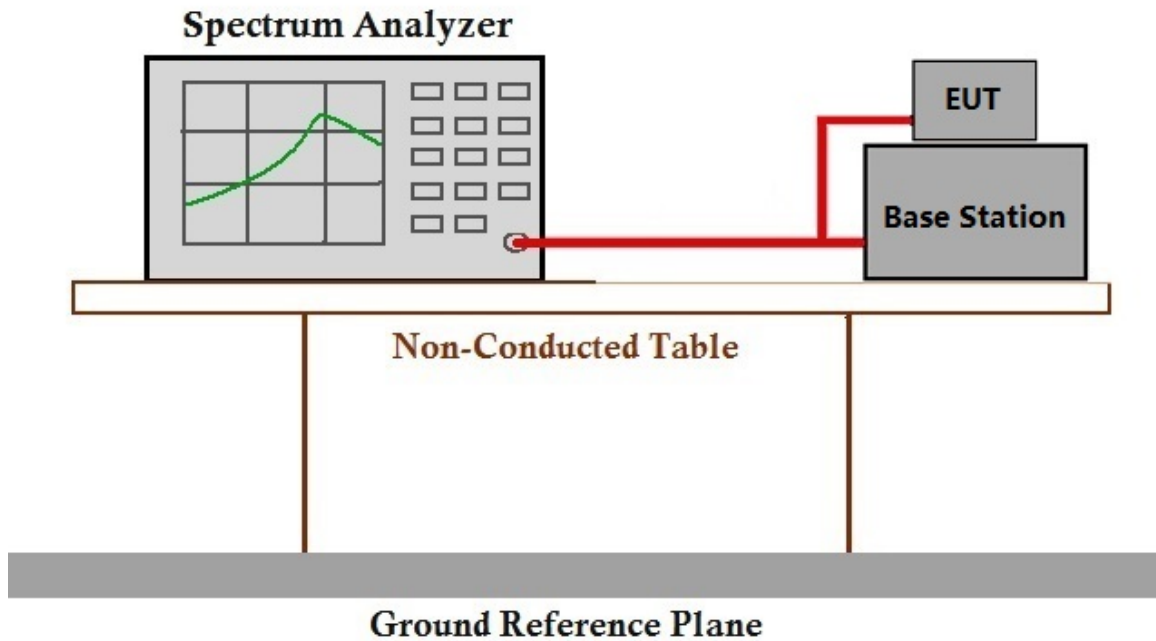 Spectrum Analyzer
EUT
Base Station
Non-Conducted Table
Ground Reference Plane